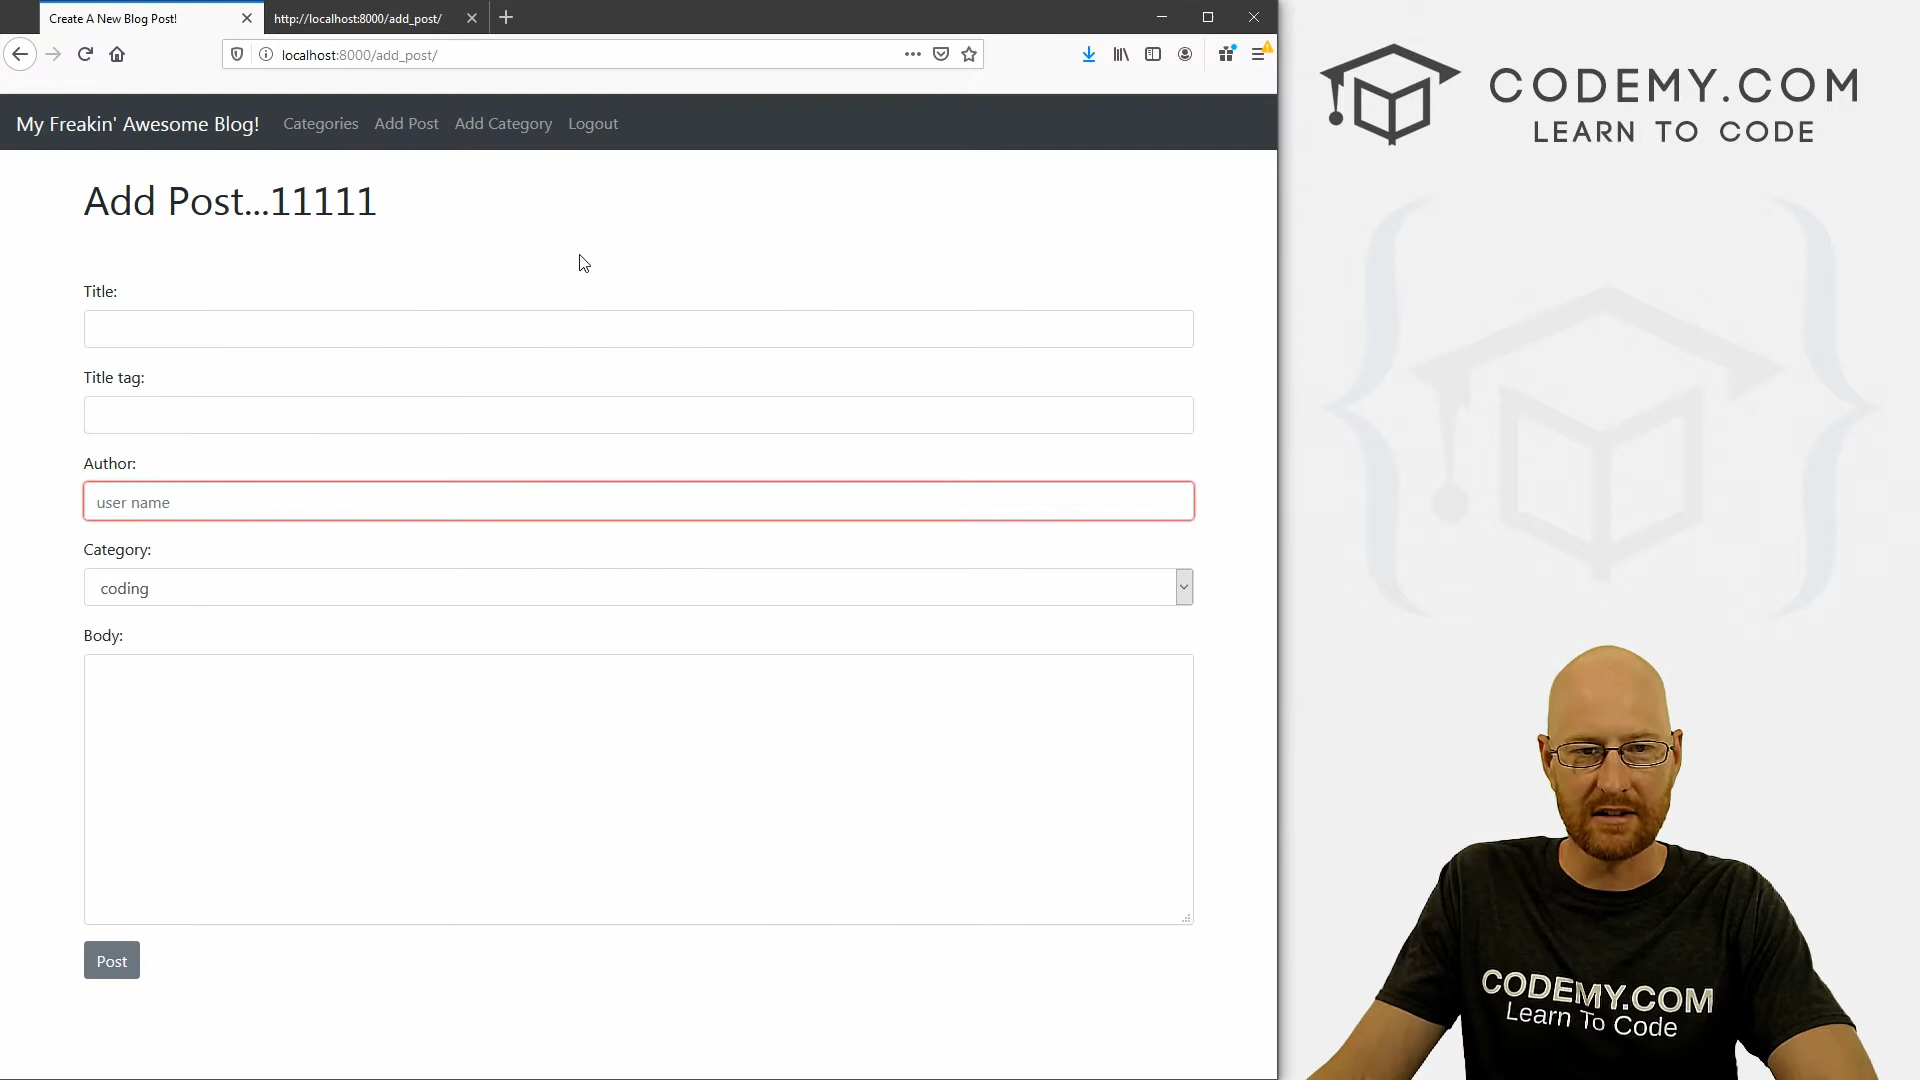 Create A New Blog Post!
http://localhost:8000/add_post/
localhost:8000/add_post/
My Freakin' Awesome Blog!
Categories
Add Post
Add Category
Logout
Add Post...11111
Title:
Title tag:
Author:
user name
Category:
coding
Body:
Post
CODEMY.COM
LEARN TO CODE
CODEMY.COM
Learn To Code